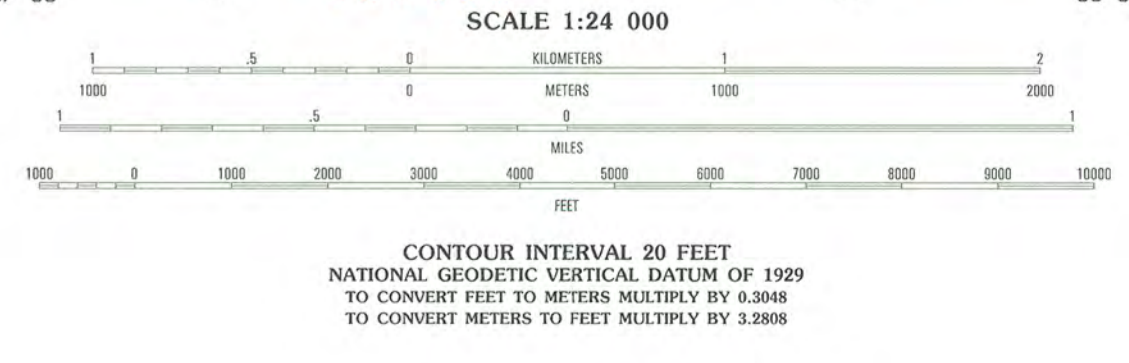 SCALE 1:24 000
1 .5 0 KILOMETERS 1 2
1000 0 METERS 1000 2000
1 .5 0 1
MILES
1000 0 1000 2000 3000 4000 5000 6000 7000 8000 9000 10000
FEET
CONTOUR INTERVAL 20 FEET
NATIONAL GEODETIC VERTICAL DATUM OF 1929
TO CONVERT FEET TO METERS MULTIPLY BY 0.3048
TO CONVERT METERS TO FEET MULTIPLY BY 3.2808